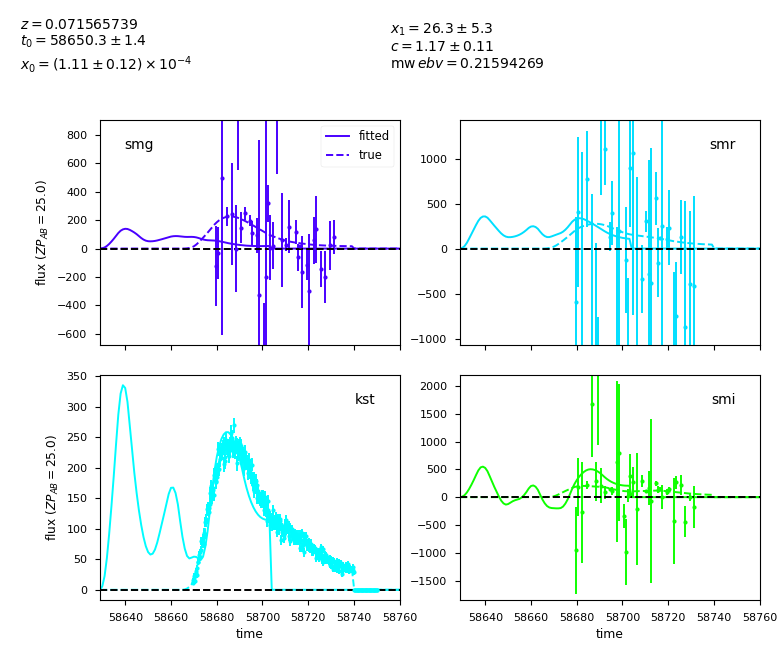 z = 0.071565739
t₀ = 58650.3 ± 1.4
x₀ = (1.11 ± 0.12) × 10⁻⁴
x₁ = 26.3 ± 5.3
c = 1.17 ± 0.11
mw ebv = 0.21594269
smg
fitted
true
800
600
400
200
0
−200
−400
−600
flux (ZP_AB = 25.0)
smr
1000
500
0
−500
−1000
kst
350
300
250
200
150
100
50
0
flux (ZP_AB = 25.0)
58640 58660 58680 58700 58720 58740 58760
time
smi
2000
1500
1000
500
0
−500
−1000
−1500
58640 58660 58680 58700 58720 58740 58760
time